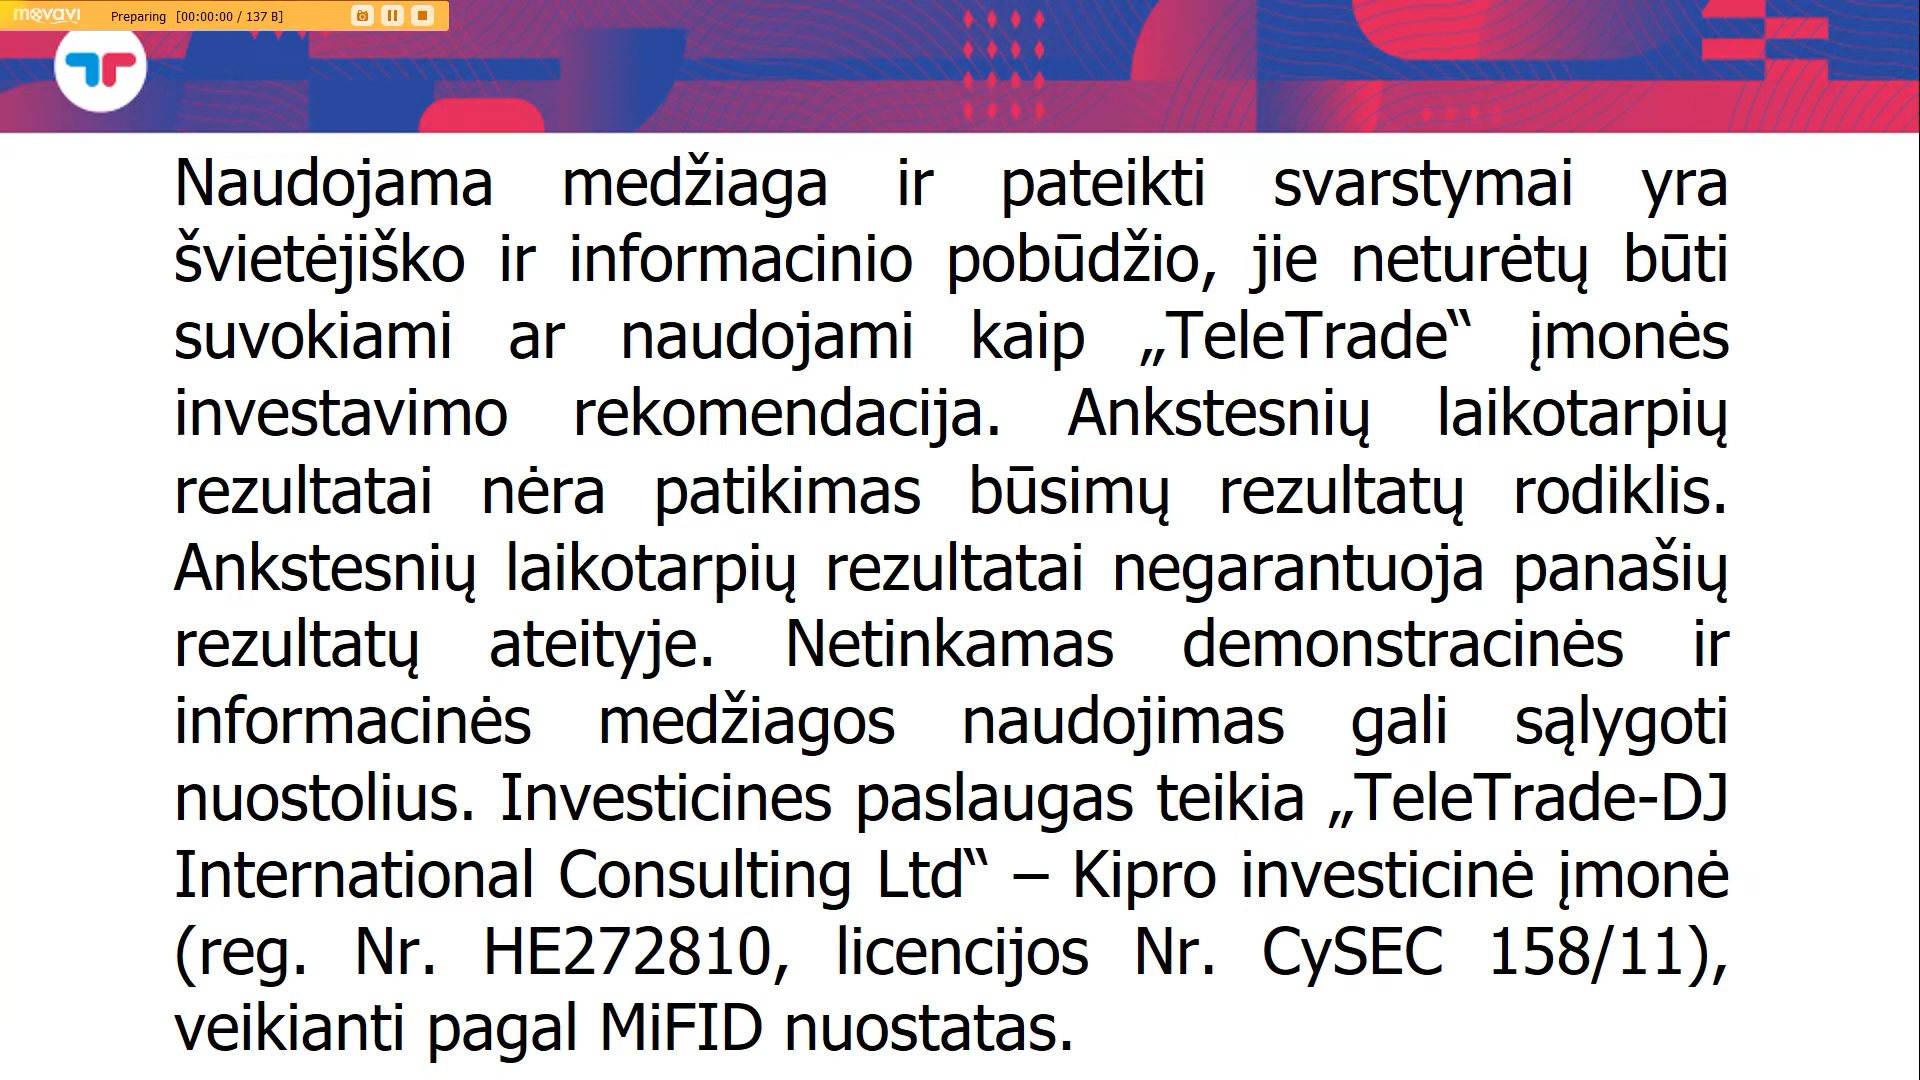 movavi Preparing [00:00:00 / 137 B]
Naudojama medžiaga ir pateikti svarstymai yra
švietėjiško ir informacinio pobūdžio, jie neturėtų būti
suvokiami ar naudojami kaip „TeleTrade“ įmonės
investavimo rekomendacija. Ankstesnių laikotarpių
rezultatai nėra patikimas būsimų rezultatų rodiklis.
Ankstesnių laikotarpių rezultatai negarantuoja panašių
rezultatų ateityje. Netinkamas demonstracinės ir
informacinės medžiagos naudojimas gali sąlygoti
nuostolius. Investicines paslaugas teikia „TeleTrade-DJ
International Consulting Ltd“ – Kipro investicinė įmonė
(reg. Nr. HE272810, licencijos Nr. CySEC 158/11),
veikianti pagal MiFID nuostatas.